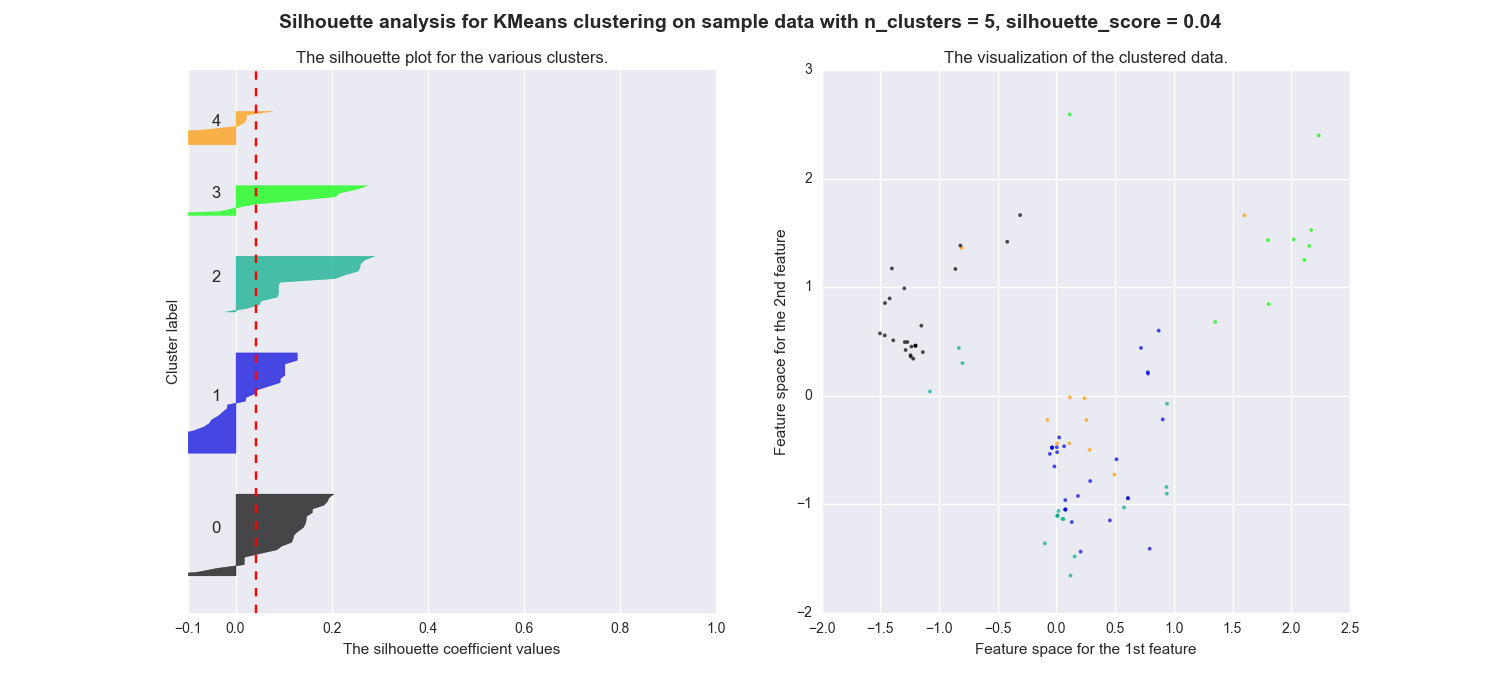 Silhouette analysis for KMeans clustering on sample data with n_clusters = 5, silhouette_score = 0.04
The silhouette plot for the various clusters.
4
3
2
1
0
Cluster label
−0.1 0.0 0.2 0.4 0.6 0.8 1.0
The silhouette coefficient values
The visualization of the clustered data.
3
2
1
0
−1
−2
Feature space for the 2nd feature
−2.0 −1.5 −1.0 −0.5 0.0 0.5 1.0 1.5 2.0 2.5
Feature space for the 1st feature